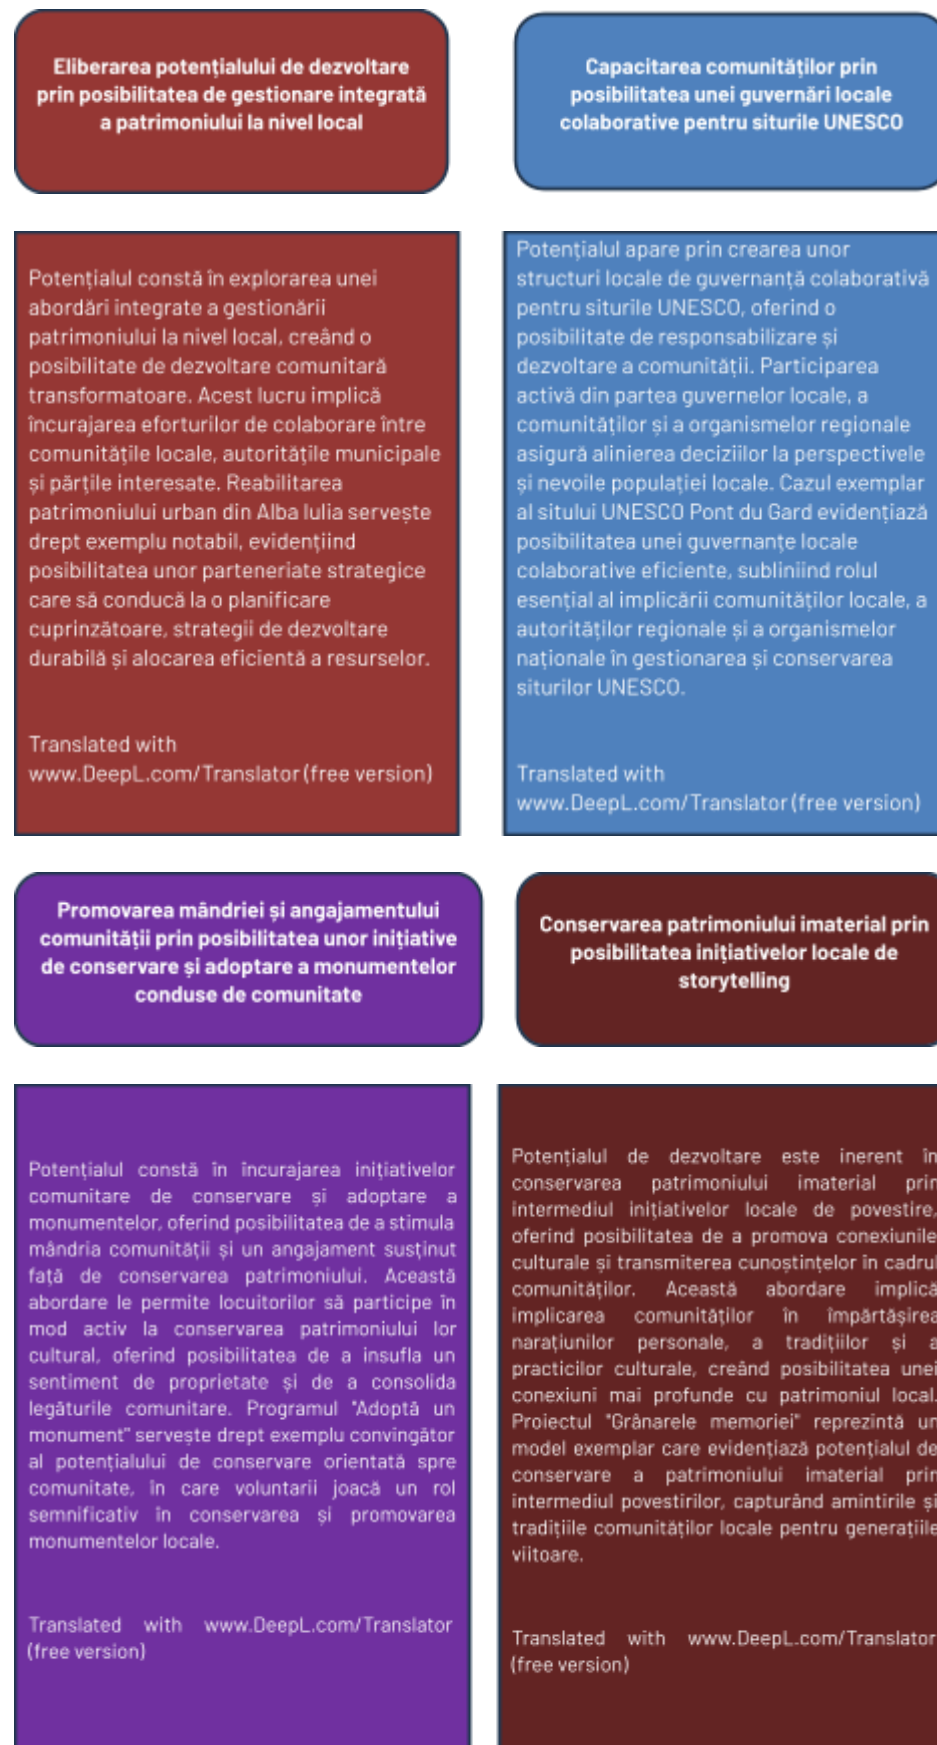 Eliberarea potențialului de dezvoltare
prin posibilitatea de gestionare integrată
a patrimoniului la nivel local
Capacitarea comunităților prin
posibilitatea unei guvernări locale
colaborative pentru siturile UNESCO
Potențialul constă în explorarea unei
abordări integrate a gestionării
patrimoniului la nivel local, creând o
posibilitate de dezvoltare comunitară
transformatoare. Acest lucru implică
încurajarea eforturilor de colaborare între
comunitățile locale, autoritățile municipale
și părțile interesate. Reabilitarea
patrimoniului urban din Alba Iulia servește
drept exemplu notabil, evidențiind
posibilitatea unor parteneriate strategice
care să conducă la o planificare
cuprinzătoare, strategii de dezvoltare
durabilă și alocarea eficientă a resurselor.
Translated with
www.DeepL.com/Translator (free version)
Potențialul apare prin crearea unor
structuri locale de guvernanță colaborativă
pentru siturile UNESCO, oferind o
posibilitate de responsabilizare și
dezvoltare a comunității. Participarea
activă din partea guvernelor locale, a
comunităților și a organismelor regionale
asigură alinierea deciziilor la perspectivele
și nevoile populației locale. Cazul exemplar
al sitului UNESCO Pont du Gard evidențiază
posibilitatea unei guvernanțe locale
colaborative eficiente, subliniind rolul
esențial al implicării comunităților locale, a
autorităților regionale și a organismelor
naționale în gestionarea și conservarea
siturilor UNESCO.
Translated with
www.DeepL.com/Translator (free version)
Promovarea mândriei și angajamentului
comunității prin posibilitatea unor inițiative
de conservare și adoptare a monumentelor
conduse de comunitate
Conservarea patrimoniului imaterial prin
posibilitatea inițiativelor locale de
storytelling
Potențialul constă în încurajarea inițiativelor
comunitare de conservare și adoptare a
monumentelor, oferind posibilitatea de a stimula
mândria comunității și un angajament susținut
față de conservarea patrimoniului. Această
abordare le permite locuitorilor să participe în
mod activ la conservarea patrimoniului lor
cultural, oferind posibilitatea de a insufla un
sentiment de proprietate și de a consolida
legăturile comunitare. Programul "Adoptă un
monument" servește drept exemplu convingător
al potențialului de conservare orientată spre
comunitate, în care voluntarii joacă un rol
semnificativ în conservarea și promovarea
monumentelor locale.
Translated with www.DeepL.com/Translator
(free version)
Potențialul de dezvoltare este inerent în
conservarea patrimoniului imaterial prin
intermediul inițiativelor locale de povestire,
oferind posibilitatea de a promova conexiunile
culturale și transmiterea cunoștințelor în cadrul
comunităților. Această abordare implică
implicarea comunităților în împărtășirea
narațiunilor personale, a tradițiilor și a
practicilor culturale, creând posibilitatea unei
conexiuni mai profunde cu patrimoniul local.
Proiectul "Grânarele memoriei" reprezintă un
model exemplar care evidențiază potențialul de
conservare a patrimoniului imaterial prin
intermediul povestirilor, capturând amintirile și
tradițiile comunităților locale pentru generațiile
viitoare.
Translated with www.DeepL.com/Translator
(free version)